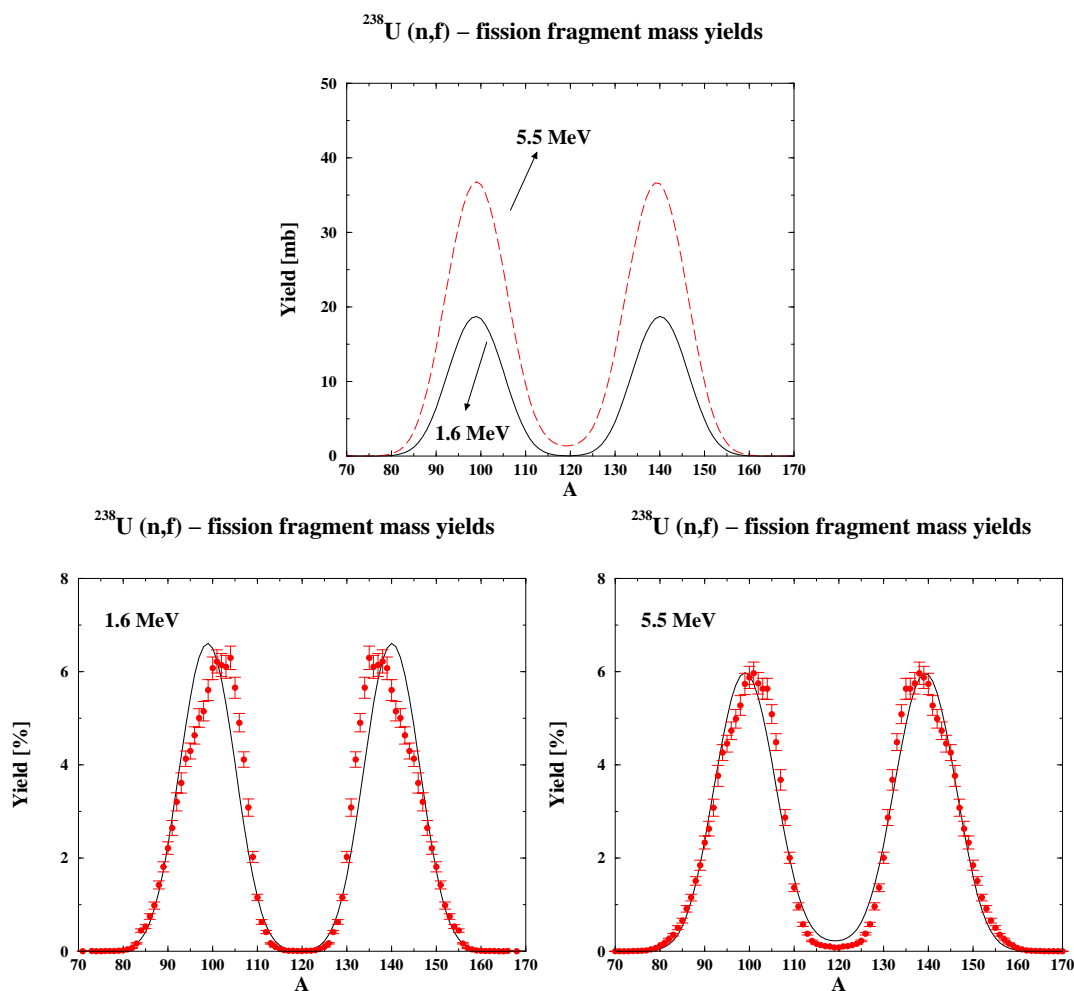 ²³⁸U (n,f) – fission fragment mass yields
50
40
30
20
10
0
Yield [mb]
5.5 MeV
1.6 MeV
70 80 90 100 110 120 130 140 150 160 170
A
²³⁸U (n,f) – fission fragment mass yields
8
6
4
2
0
Yield [%]
1.6 MeV
70 80 90 100 110 120 130 140 150 160 170
A
²³⁸U (n,f) – fission fragment mass yields
8
6
4
2
0
Yield [%]
5.5 MeV
70 80 90 100 110 120 130 140 150 160 170
A